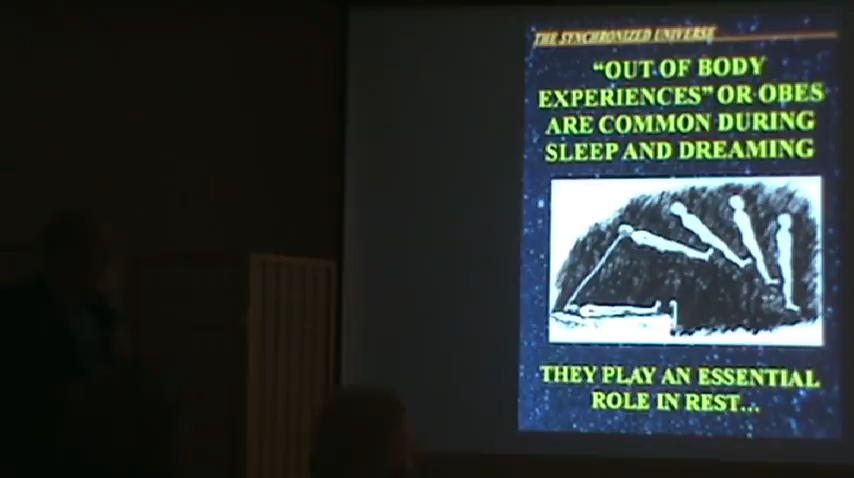 THE SYNCHRONIZED UNIVERSE
“OUT OF BODY
EXPERIENCES” OR OBES
ARE COMMON DURING
SLEEP AND DREAMING
THEY PLAY AN ESSENTIAL
ROLE IN REST...